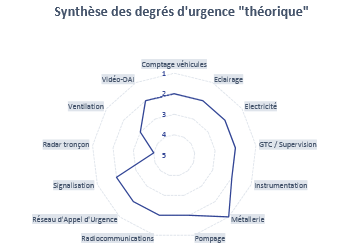 Synthèse des degrés d'urgence "théorique"
Comptage véhicules
Vidéo-DAI
1
Eclairage
2
Ventilation
Electricité
3
4
Radar tronçon
5
GTC / Supervision
Signalisation
Instrumentation
Réseau d'Appel d'Urgence
Métallerie
Radiocommunications
Pompage